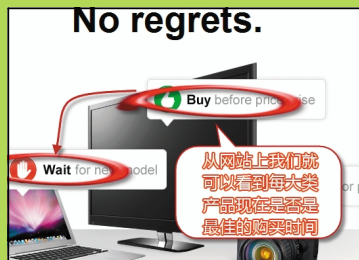 No regrets.
Buy before price rise
Wait for new model
从网站上我们就
可以看到每大类
产品现在是否是
最佳的购买时间
or p